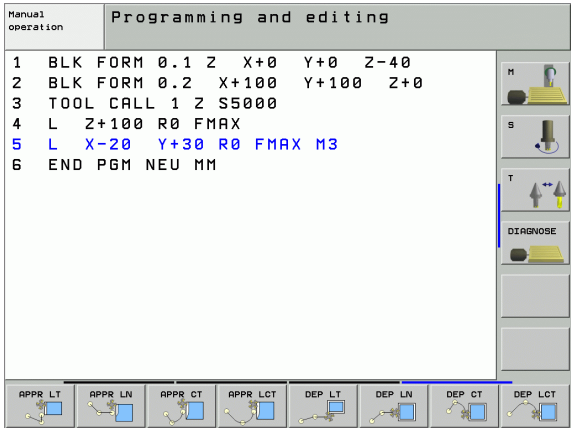 Manual operation
Programming and editing
1 BLK FORM 0.1 Z X+0 Y+0 Z-40
2 BLK FORM 0.2 X+100 Y+100 Z+0
3 TOOL CALL 1 Z S5000
4 L Z+100 R0 FMAX
5 L X-20 Y+30 R0 FMAX M3
6 END PGM NEU MM
M
S
T
DIAGNOSE
APPR LT APPR LN APPR CT APPR LCT DEP LT DEP LN DEP CT DEP LCT